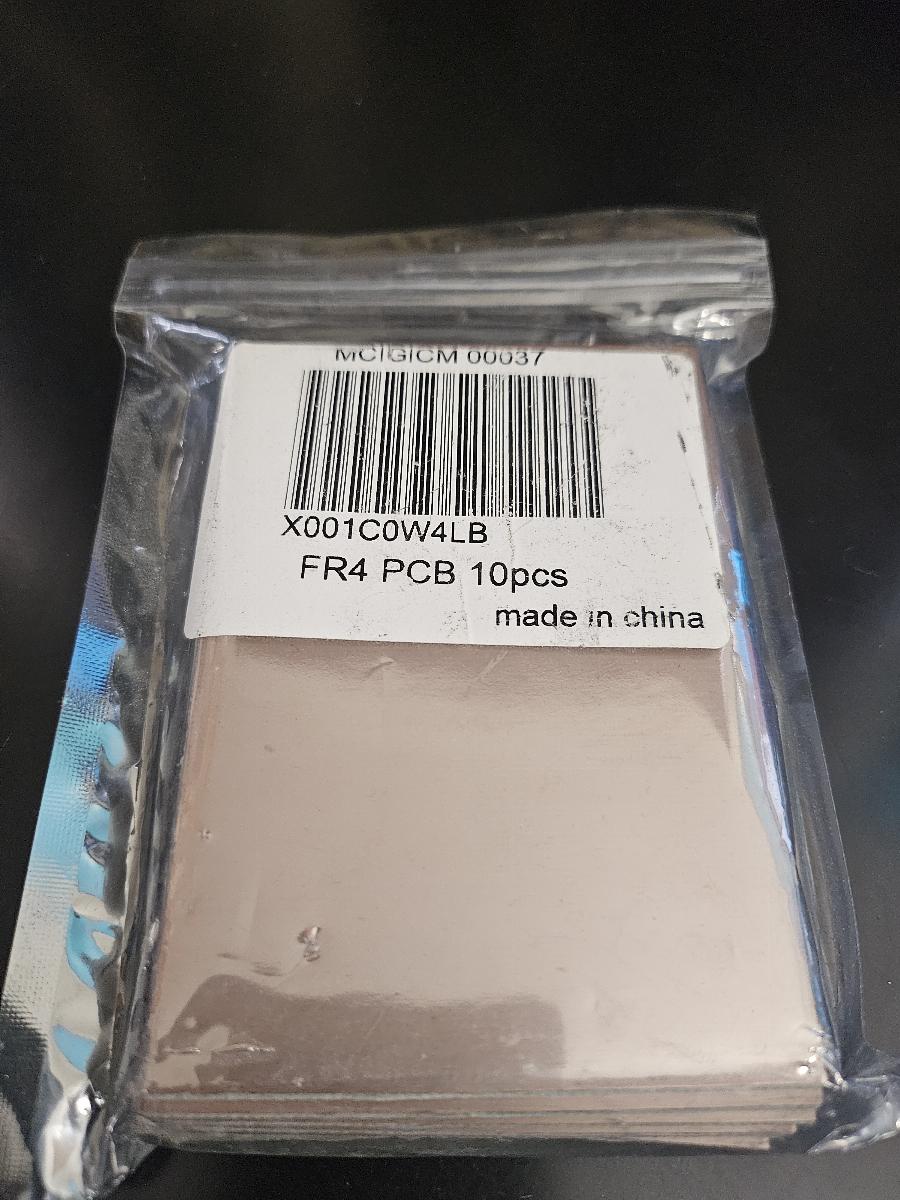 MCIGICM 00037
X001C0W4LB
FR4 PCB 10pcs
made in china